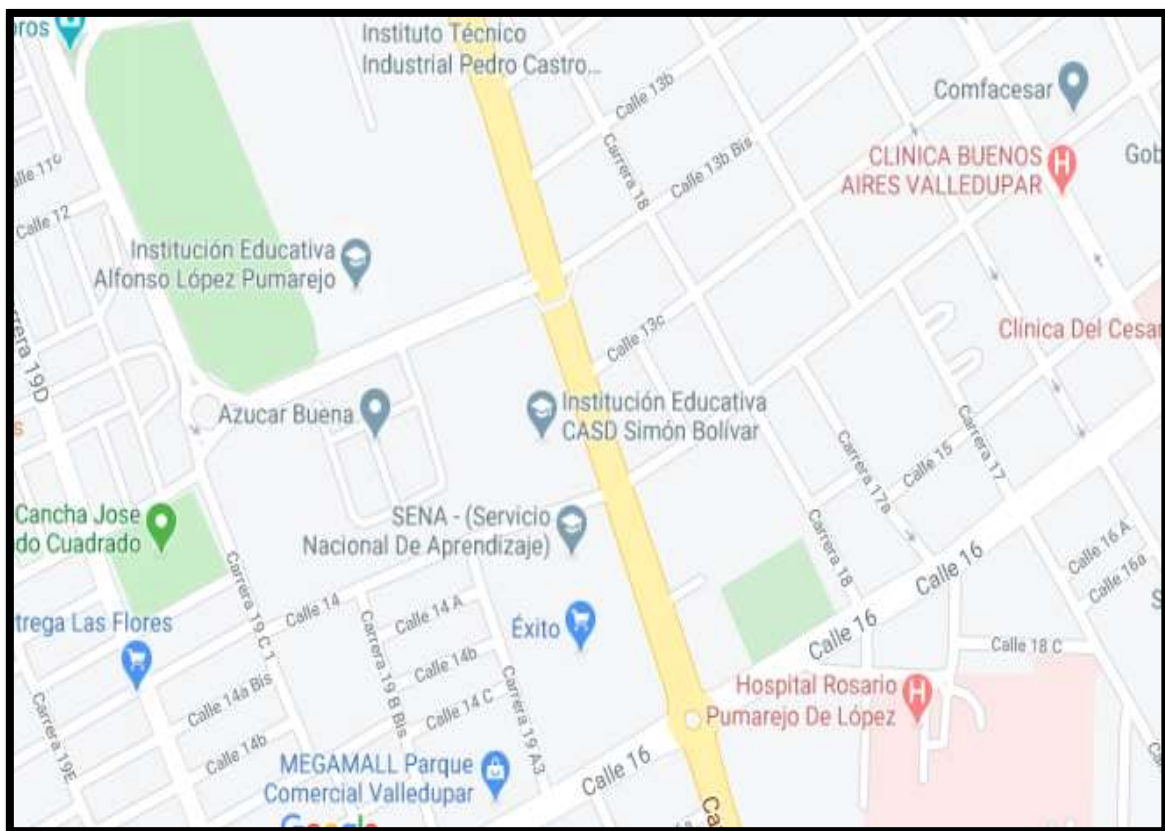 Instituto Técnico
Industrial Pedro Castro...
Calle 13b
Comfacesar
Carrera 18
Calle 13b Bis
CLINICA BUENOS
AIRES VALLEDUPAR
Calle 12
Institución Educativa
Alfonso López Pumarejo
Calle 13c
Clínica Del Cesar
Carrera 19D
Azucar Buena
Institución Educativa
CASD Simón Bolívar
Carrera 17
Calle 15
Carrera 17a
Cancha Jose
do Cuadrado
SENA - (Servicio
Nacional De Aprendizaje)
Carrera 18
Calle 16
Calle 16 A
Calle 16a
Carrera 19 C 1
Calle 14
Calle 14 A
trega Las Flores
Éxito
Calle 16
Calle 18 C
Carrera 19 B Bis
Calle 14b
Calle 14a Bis
Calle 14 C
Carrera 19 A3
Hospital Rosario
Pumarejo De López
Carrera 19E
Calle 14b
MEGAMALL Parque
Comercial Valledupar
Calle 16
Google